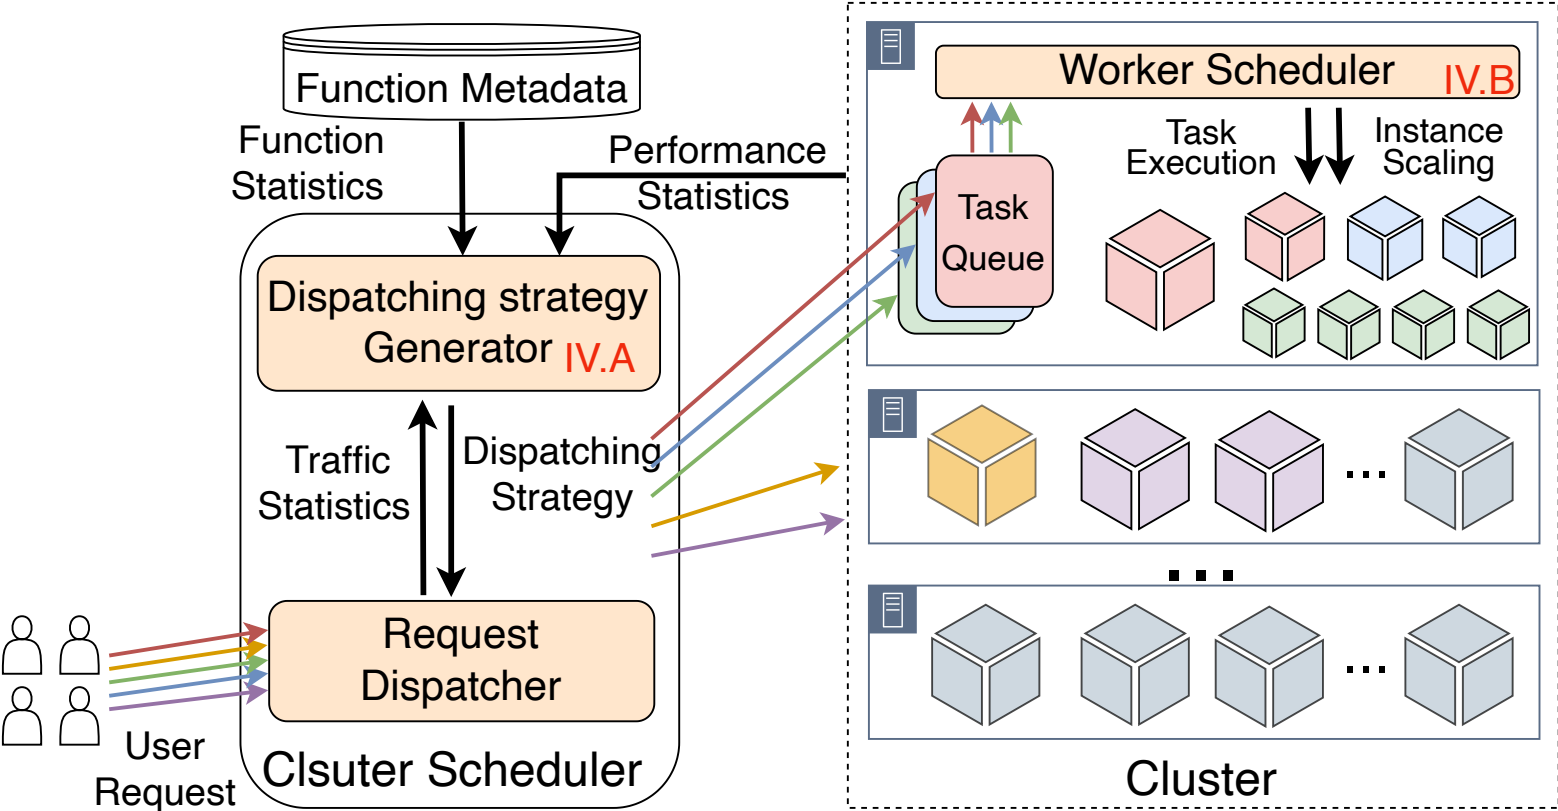 Function Metadata
Function
Statistics
Performance
Statistics
Dispatching strategy
Generator IV.A
Traffic
Statistics
Dispatching
Strategy
Request
Dispatcher
User
Request
Clsuter Scheduler
Worker Scheduler IV.B
Task
Execution
Instance
Scaling
Task
Queue
...
...
...
Cluster